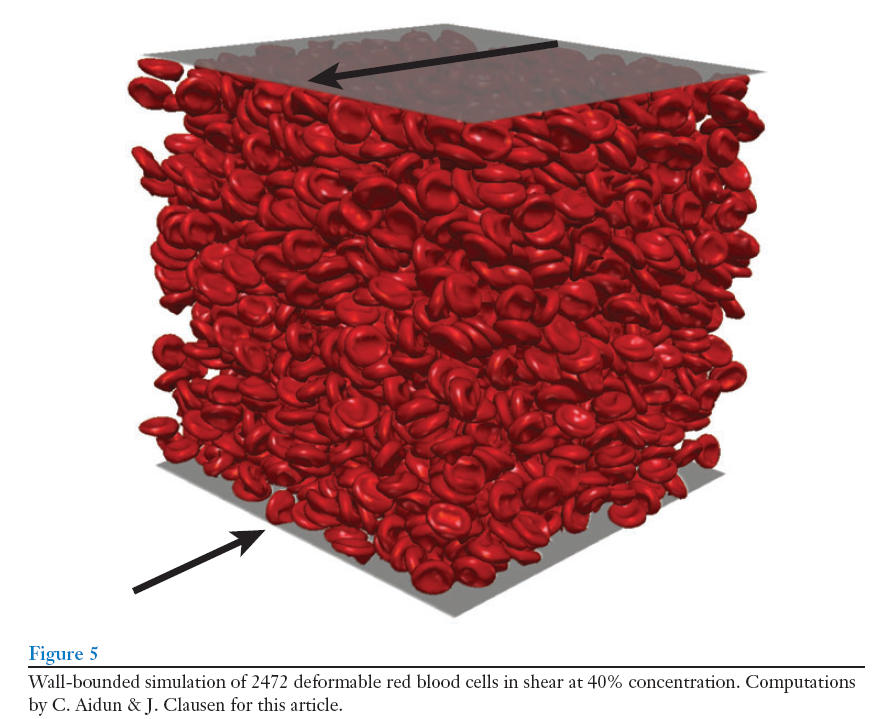 Figure 5
Wall-bounded simulation of 2472 deformable red blood cells in shear at 40% concentration. Computations
by C. Aidun & J. Clausen for this article.